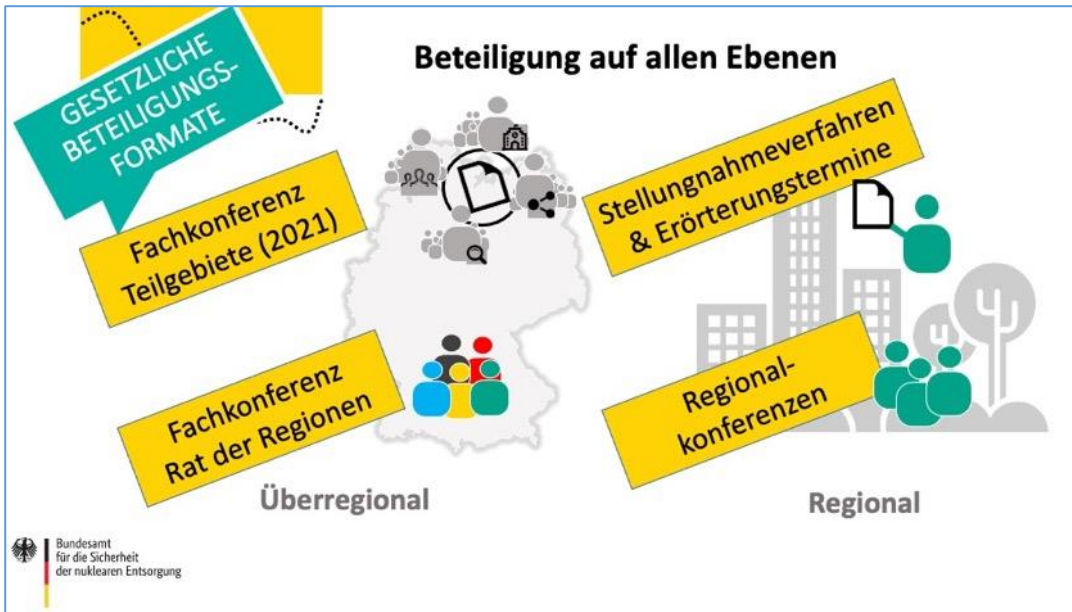 GESETZLICHE
BETEILIGUNGS-
FORMATE
Beteiligung auf allen Ebenen
Fachkonferenz
Teilgebiete (2021)
Stellungnahmeverfahren
& Erörterungstermine
Fachkonferenz
Rat der Regionen
Regional-
konferenzen
Überregional
Regional
Bundesamt
für die Sicherheit
der nuklearen Entsorgung